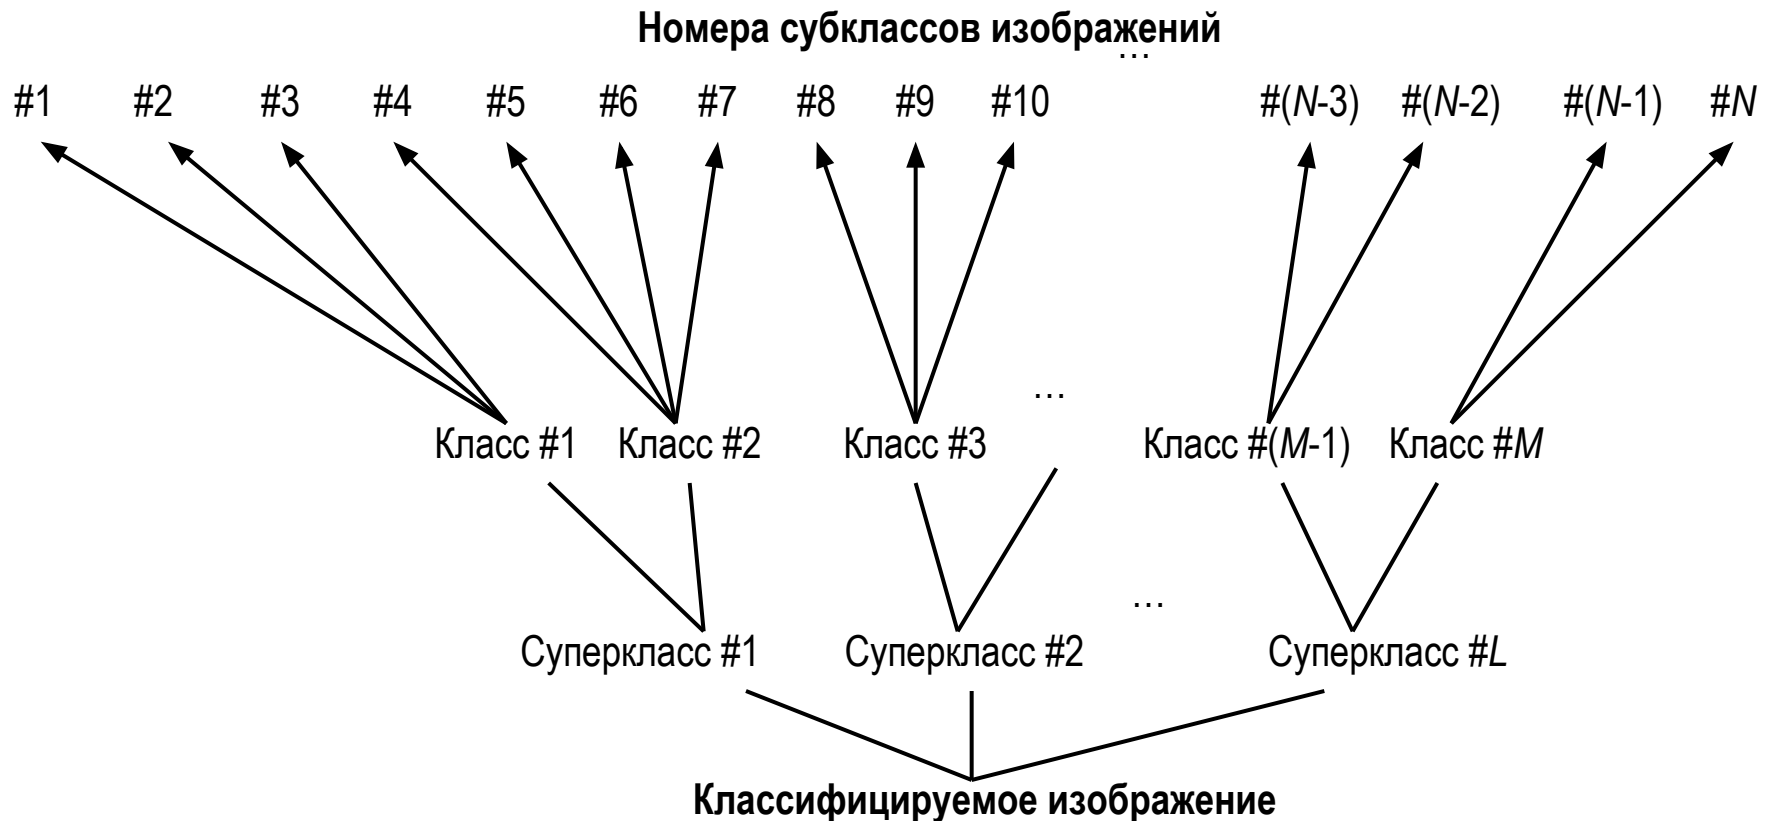 Номера субклассов изображений
…
#1 #2 #3 #4 #5 #6 #7 #8 #9 #10 #(N-3) #(N-2) #(N-1) #N
…
Класс #1 Класс #2 Класс #3 Класс #(M-1) Класс #M
…
Суперкласс #1 Суперкласс #2 Суперкласс #L
Классифицируемое изображение